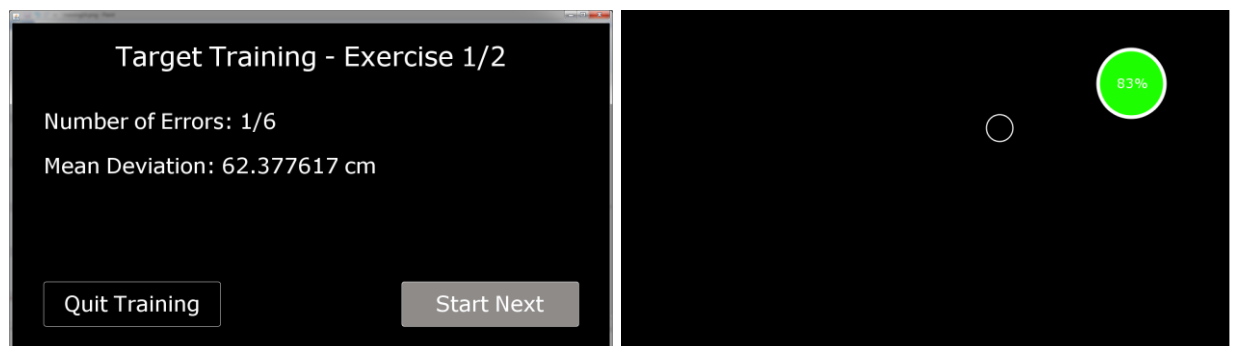 Target Training - Exercise 1/2
Number of Errors: 1/6
Mean Deviation: 62.377617 cm
Quit Training
Start Next
83%